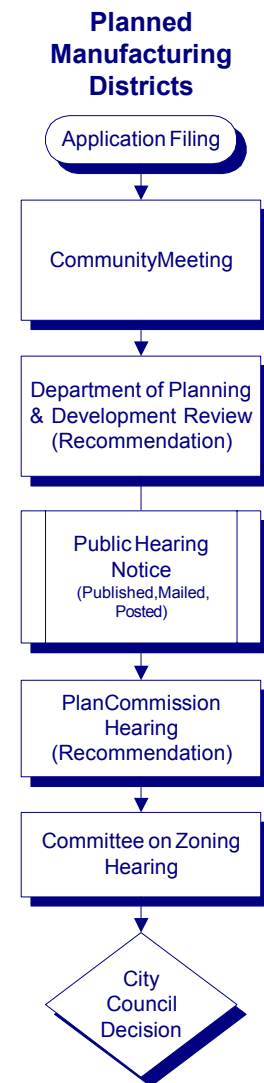 Planned
Manufacturing
Districts
Application Filing
CommunityMeeting
Department of Planning
& Development Review
(Recommendation)
Public Hearing
Notice
(Published,Mailed,
Posted)
PlanCommission
Hearing
(Recommendation)
Committee on Zoning
Hearing
City
Council
Decision